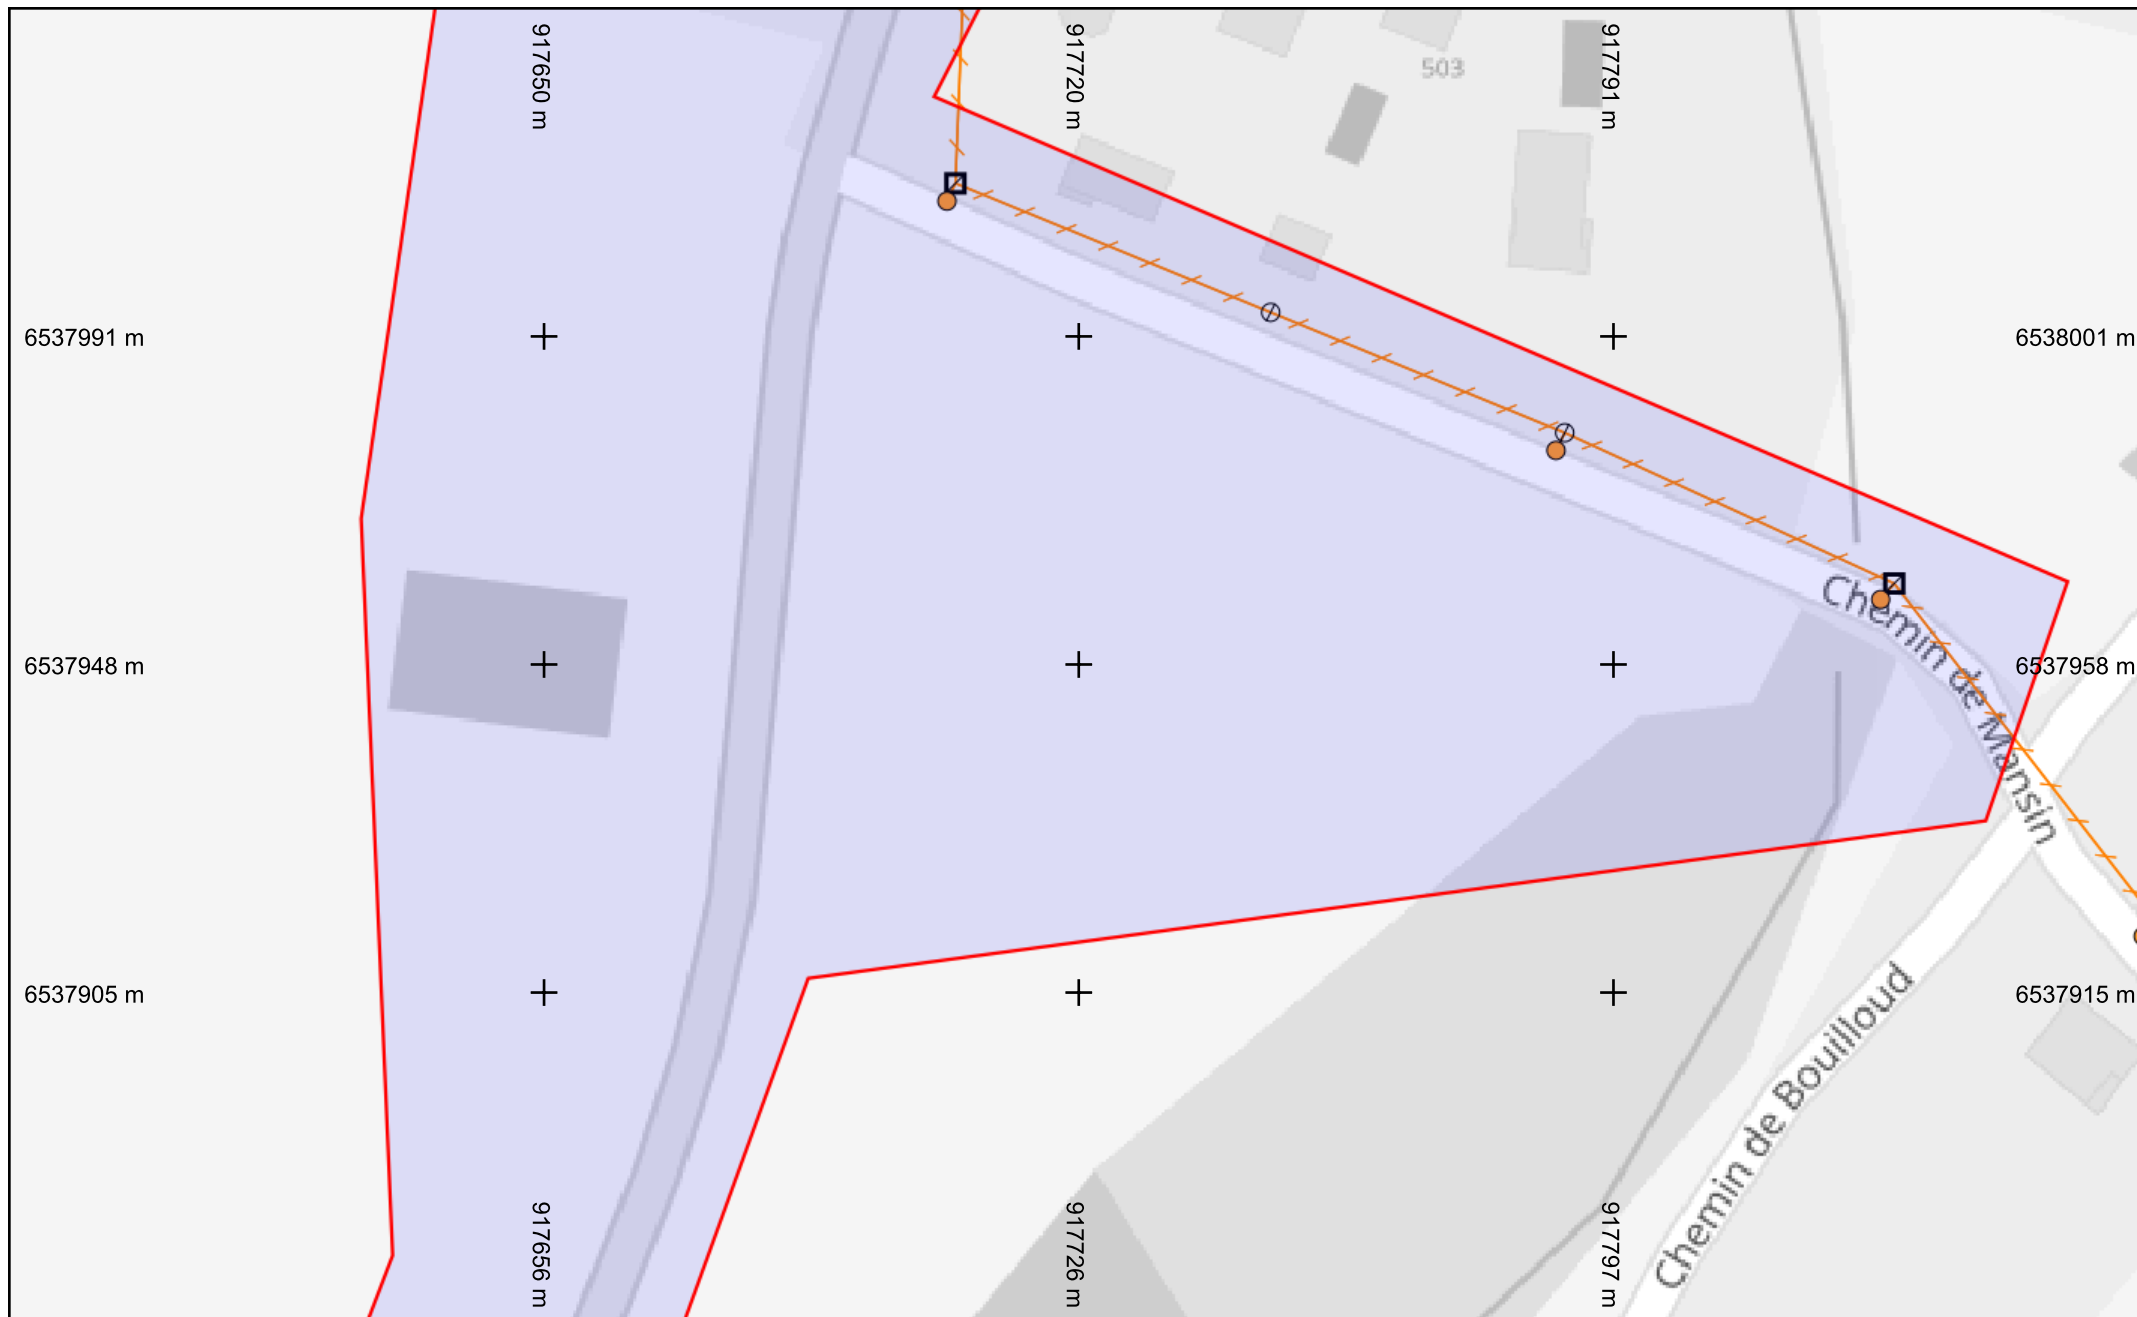 917650 m
917720 m
917791 m
503
6537991 m
6538001 m
Chemin de Mansin
6537948 m
6537958 m
6537905 m
6537915 m
Chemin de Bouilloud
917656 m
917726 m
917797 m